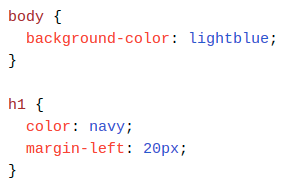 body {
  background-color: lightblue;
}

h1 {
  color: navy;
  margin-left: 20px;
}